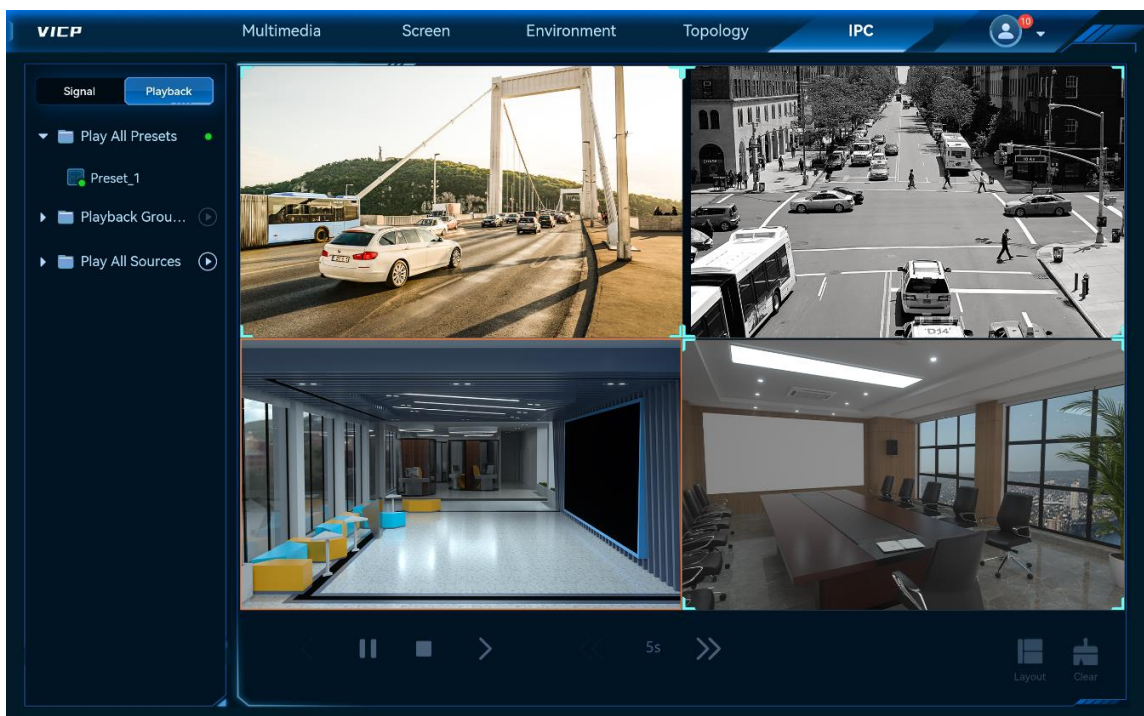 VICP
Multimedia
Screen
Environment
Topology
IPC
10
Signal
Playback
Play All Presets
Preset_1
Playback Grou...
Play All Sources
'D14'
5s
Layout
Clear